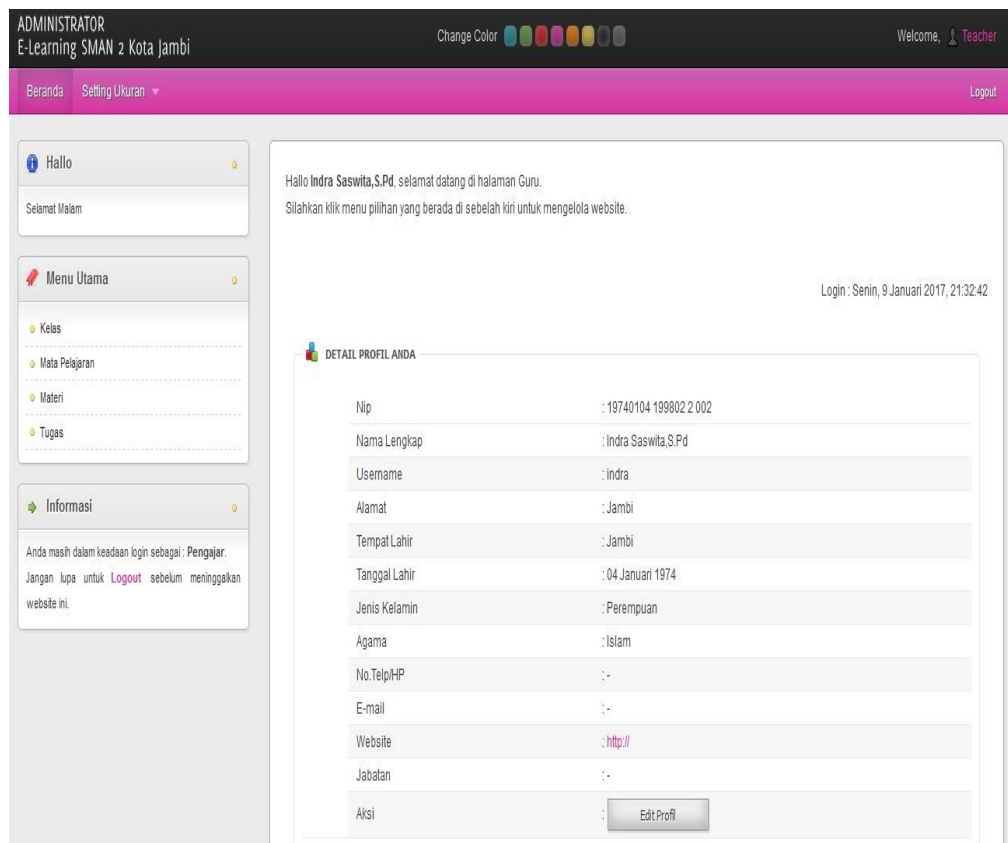 ADMINISTRATOR
E-Learning SMAN 2 Kota Jambi
Change Color
Welcome, Teacher
Beranda Setting Ukuran
Logout
Hallo
Selamat Malam
Menu Utama
Kelas
Mata Pelajaran
Materi
Tugas
Informasi
Anda masih dalam keadaan login sebagai : Pengajar.
Jangan lupa untuk Logout sebelum meninggalkan
website ini.
Hallo Indra Saswita,S.Pd, selamat datang di halaman Guru.
Silahkan klik menu pilihan yang berada di sebelah kiri untuk mengelola website.
Login : Senin, 9 Januari 2017, 21:32:42
DETAIL PROFIL ANDA
Nip : 19740104 199802 2 002
Nama Lengkap : Indra Saswita,S.Pd
Username : indra
Alamat : Jambi
Tempat Lahir : Jambi
Tanggal Lahir : 04 Januari 1974
Jenis Kelamin : Perempuan
Agama : Islam
No.Telp/HP : -
E-mail : -
Website : http://
Jabatan : -
Aksi : Edit Profil